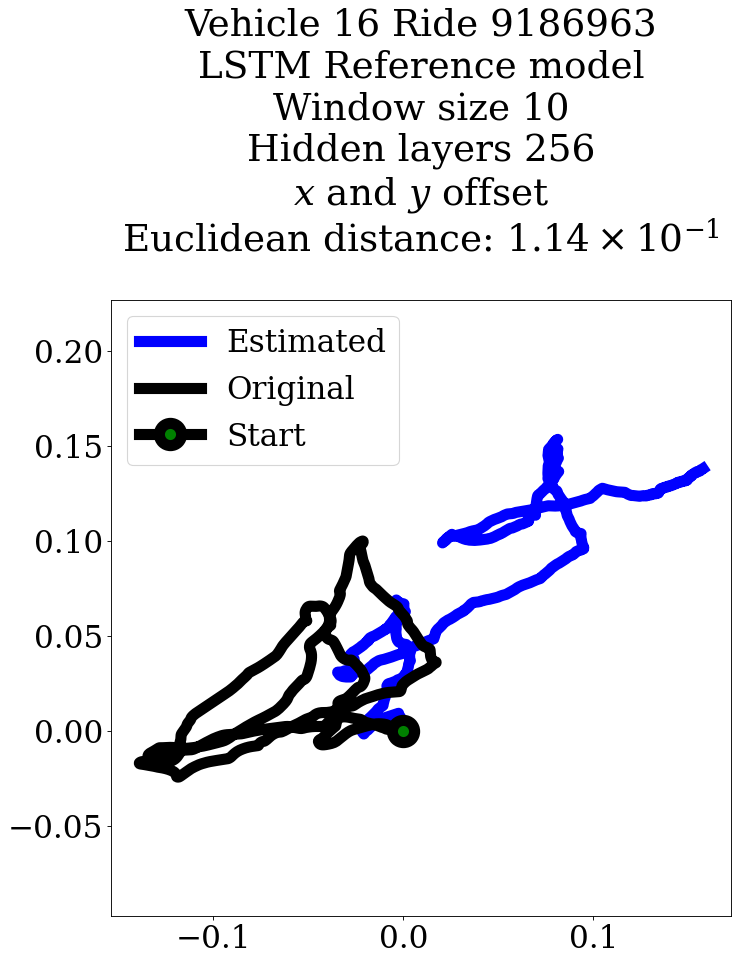 Vehicle 16 Ride 9186963
LSTM Reference model
Window size 10
Hidden layers 256
x and y offset
Euclidean distance: 1.14 × 10⁻¹
Estimated
Original
Start
0.20
0.15
0.10
0.05
0.00
−0.05
−0.1 0.0 0.1